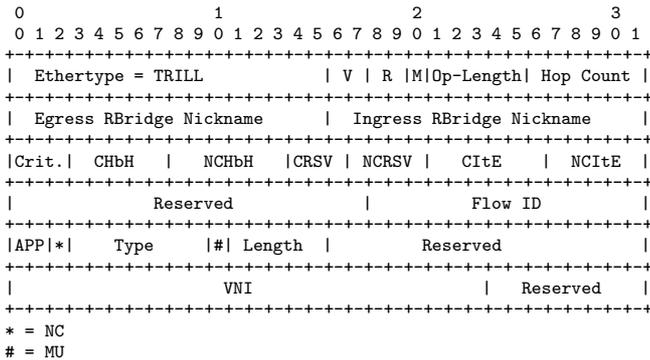 0                   1                   2                   3
0 1 2 3 4 5 6 7 8 9 0 1 2 3 4 5 6 7 8 9 0 1 2 3 4 5 6 7 8 9 0 1
+-+-+-+-+-+-+-+-+-+-+-+-+-+-+-+-+-+-+-+-+-+-+-+-+-+-+-+-+-+-+-+-+
|  Ethertype = TRILL            | V | R |M|Op-Length| Hop Count |
+-+-+-+-+-+-+-+-+-+-+-+-+-+-+-+-+-+-+-+-+-+-+-+-+-+-+-+-+-+-+-+-+
|  Egress RBridge Nickname      |  Ingress RBridge Nickname     |
+-+-+-+-+-+-+-+-+-+-+-+-+-+-+-+-+-+-+-+-+-+-+-+-+-+-+-+-+-+-+-+-+
|Crit.|  CHbH   |   NCHbH   |CRSV | NCRSV |   CItE    |  NCItE  |
+-+-+-+-+-+-+-+-+-+-+-+-+-+-+-+-+-+-+-+-+-+-+-+-+-+-+-+-+-+-+-+-+
|              Reserved             |          Flow ID          |
+-+-+-+-+-+-+-+-+-+-+-+-+-+-+-+-+-+-+-+-+-+-+-+-+-+-+-+-+-+-+-+-+
|APP|*|    Type     |#| Length  |         Reserved              |
+-+-+-+-+-+-+-+-+-+-+-+-+-+-+-+-+-+-+-+-+-+-+-+-+-+-+-+-+-+-+-+-+
|                     VNI                       |   Reserved    |
+-+-+-+-+-+-+-+-+-+-+-+-+-+-+-+-+-+-+-+-+-+-+-+-+-+-+-+-+-+-+-+-+
* = NC
# = MU